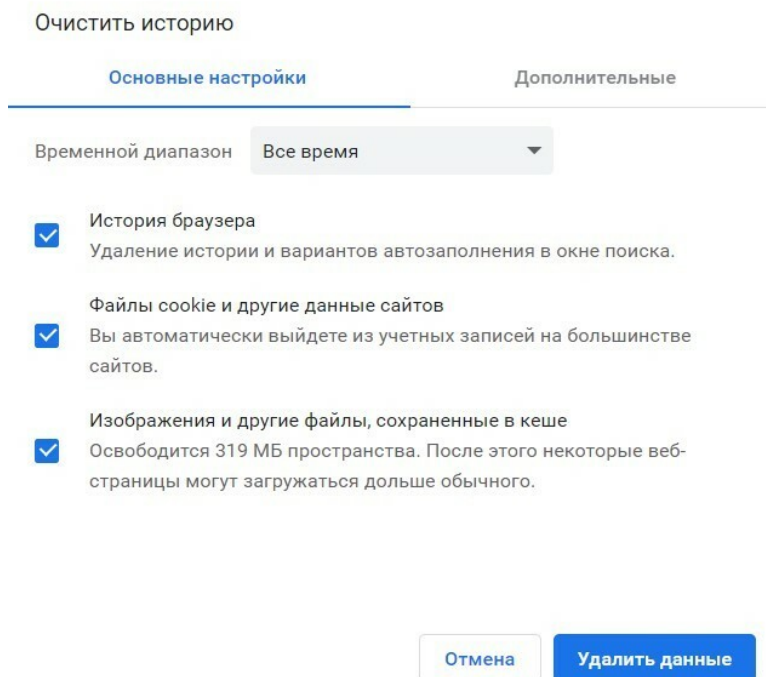 Очистить историю
Основные настройки
Дополнительные
Временной диапазон
Все время
История браузера
Удаление истории и вариантов автозаполнения в окне поиска.
Файлы cookie и другие данные сайтов
Вы автоматически выйдете из учетных записей на большинстве
сайтов.
Изображения и другие файлы, сохраненные в кеше
Освободится 319 МБ пространства. После этого некоторые веб-
страницы могут загружаться дольше обычного.
Отмена
Удалить данные